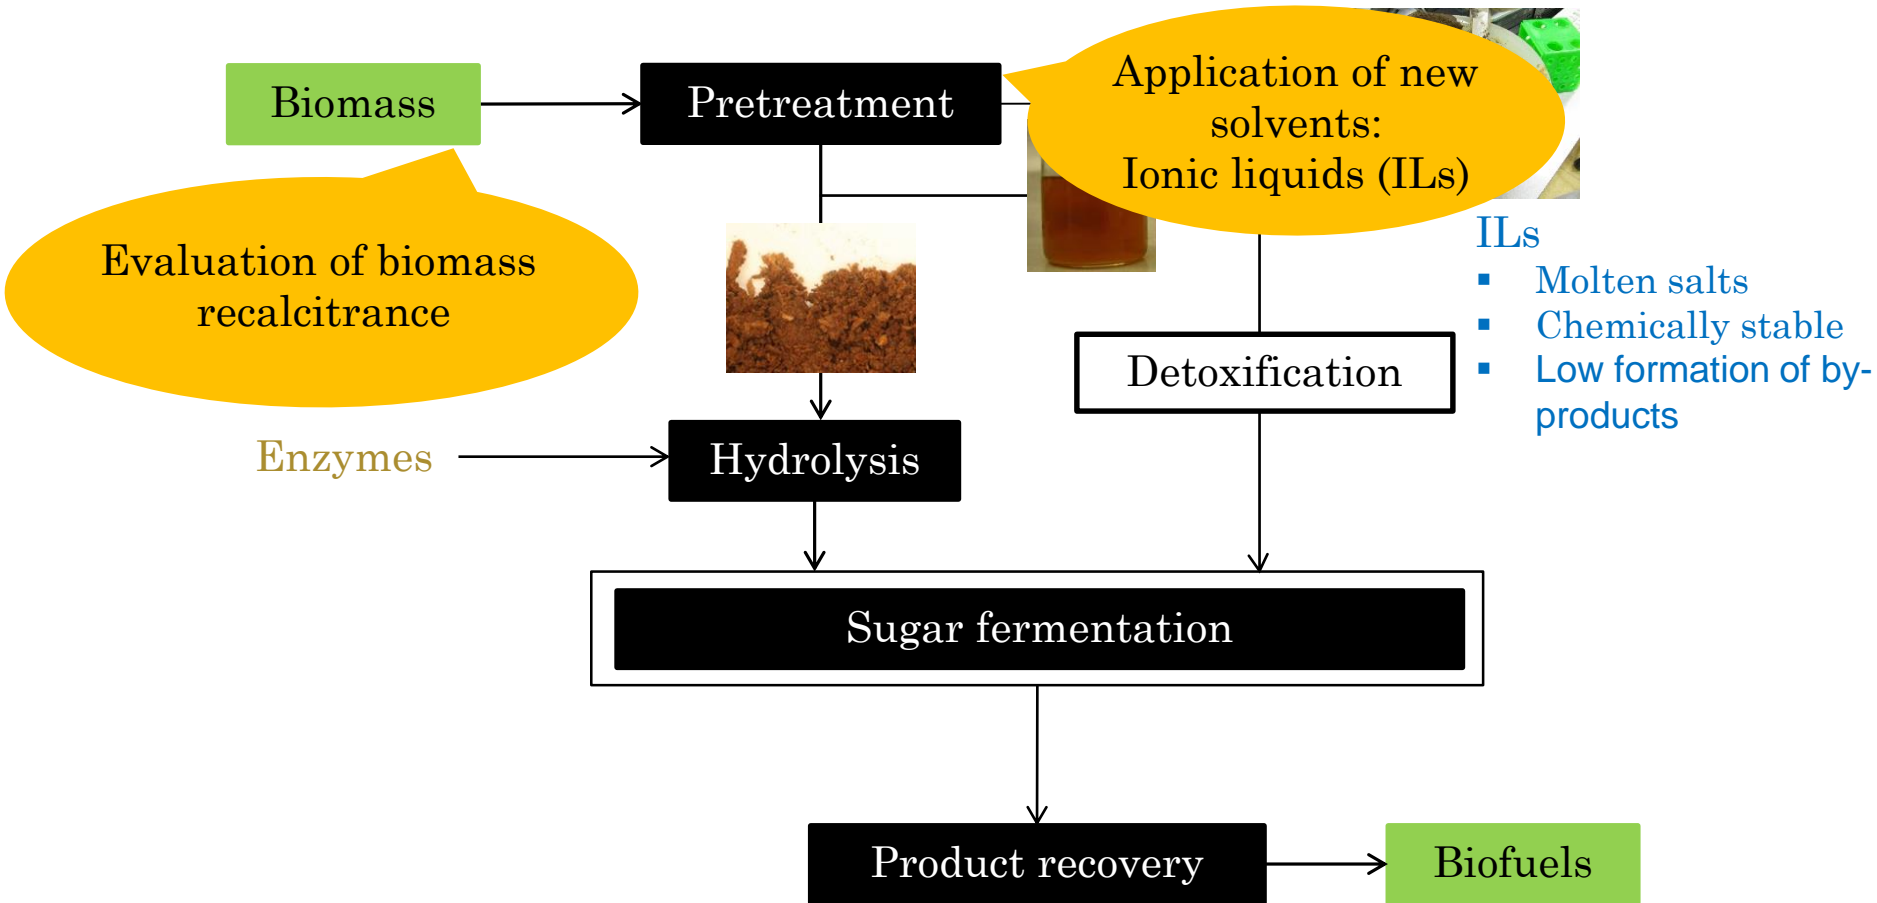 Biomass
Pretreatment
Application of new
solvents:
Ionic liquids (ILs)
Evaluation of biomass
recalcitrance
ILs
▪ Molten salts
▪ Chemically stable
▪ Low formation of by-
products
Detoxification
Enzymes
Hydrolysis
Sugar fermentation
Product recovery
Biofuels